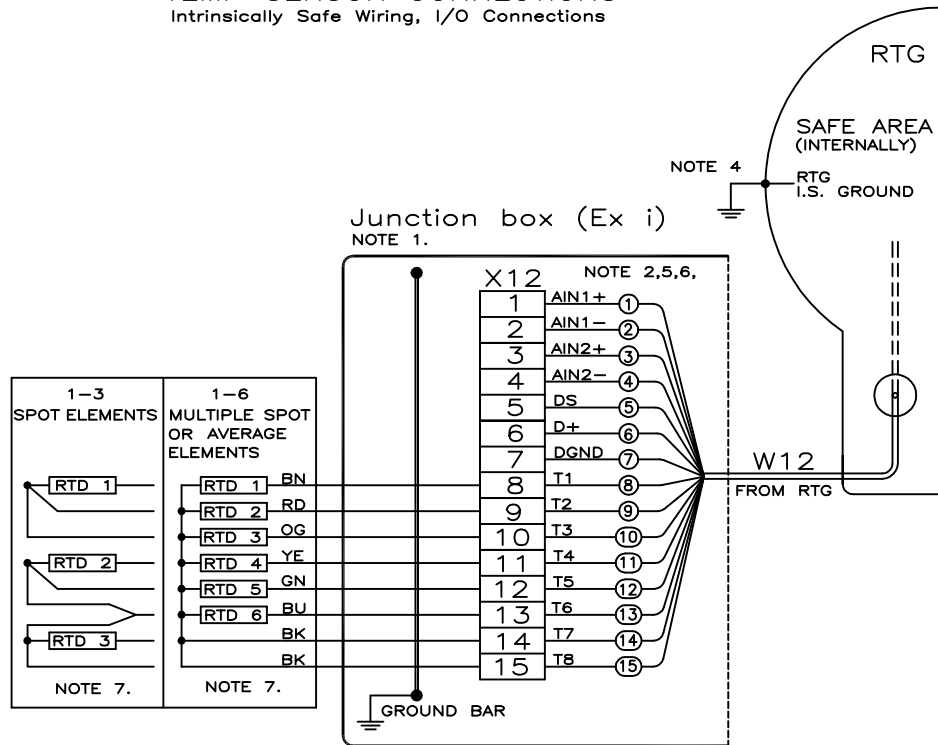 Intrinsically Safe Wiring, I/O Connections
RTG
SAFE AREA
(INTERNALLY)
NOTE 4
RTG
I.S. GROUND
Junction box (Ex i)
NOTE 1.
X12
NOTE 2,5,6,
1 AIN1+ 1
2 AIN1- 2
3 AIN2+ 3
4 AIN2- 4
5 DS 5
6 D+ 6
7 DGND 7
8 T1 8
9 T2 9
10 T3 10
11 T4 11
12 T5 12
13 T6 13
14 T7 14
15 T8 15
W12
FROM RTG
1-3
SPOT ELEMENTS
RTD 1
RTD 2
RTD 3
NOTE 7.
1-6
MULTIPLE SPOT
OR AVERAGE
ELEMENTS
RTD 1 BN
RTD 2 RD
RTD 3 OG
RTD 4 YE
RTD 5 GN
RTD 6 BU
BK
BK
NOTE 7.
GROUND BAR